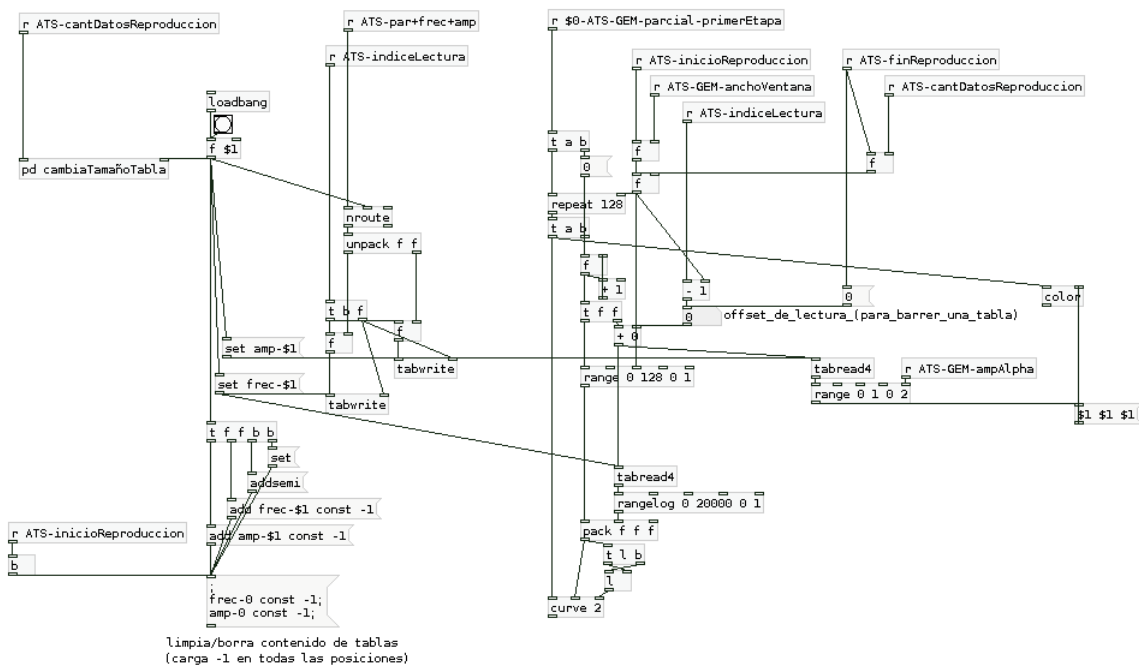 r ATS-cantDatosReproduccion
r ATS-par+frec+amp
r $0-ATS-GEM-parcial-primerEtapa
r ATS-indiceLectura
r ATS-inicioReproduccion
r ATS-finReproduccion
r ATS-GEM-anchoVentana
r ATS-cantDatosReproduccion
r ATS-indiceLectura
loadbang
f $1
pd cambiaTamañoTabla
t a b
0
f
f
f
repeat 128
t a b
nroute
unpack f f
f
+ 1
- 1
0
color
t b f
t f f
0
offset_de_lectura_(para_barrer_una_tabla)
f
f
+ 0
set amp-$1
tabwrite
tabread4
r ATS-GEM-ampAlpha
set frec-$1
range 0 128 0 1
range 0 1 0 2
tabwrite
$1 $1 $1
t f f b b
set
addsemi
tabread4
add frec-$1 const -1
rangelog 0 20000 0 1
r ATS-inicioReproduccion
add amp-$1 const -1
pack f f f
b
t l b
l
;
frec-0 const -1;
amp-0 const -1;
curve 2
limpia/borra contenido de tablas
(carga -1 en todas las posiciones)